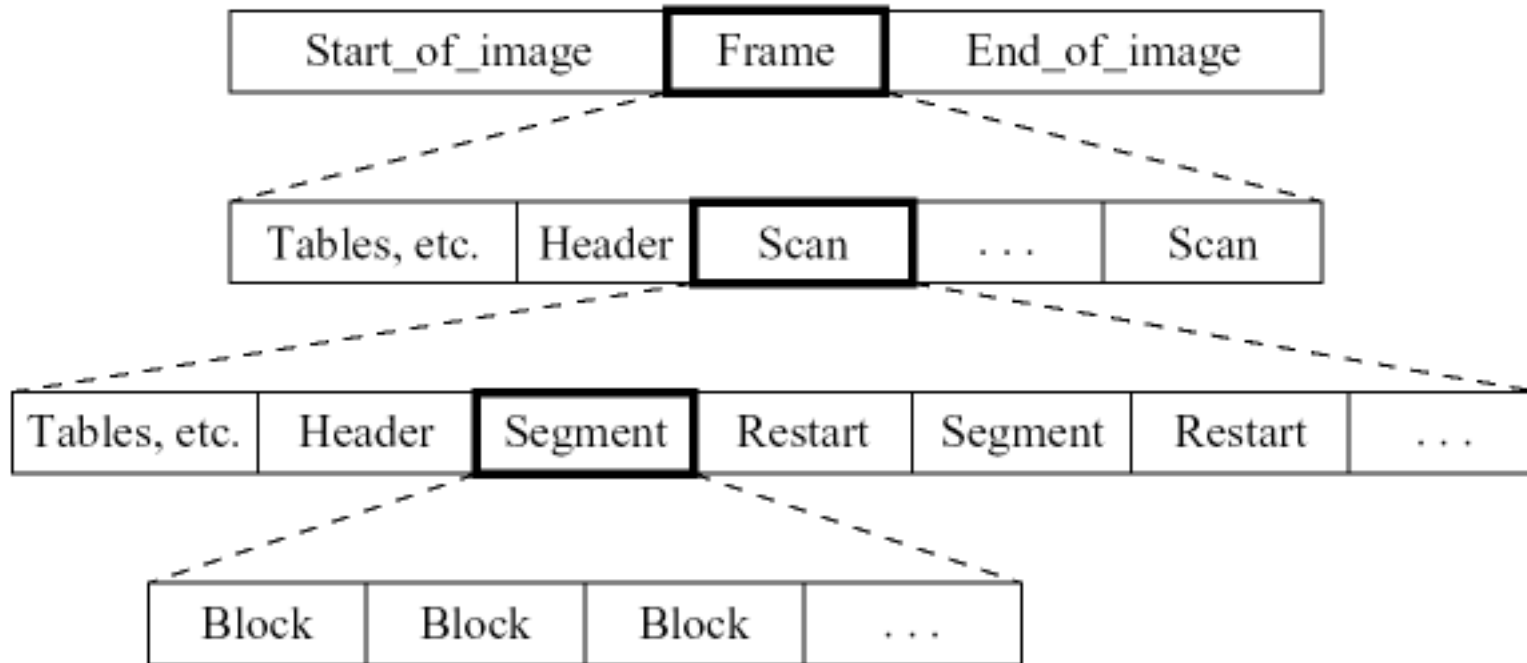 Start_of_image Frame End_of_image
Tables, etc. Header Scan . . . Scan
Tables, etc. Header Segment Restart Segment Restart . . .
Block Block Block . . .